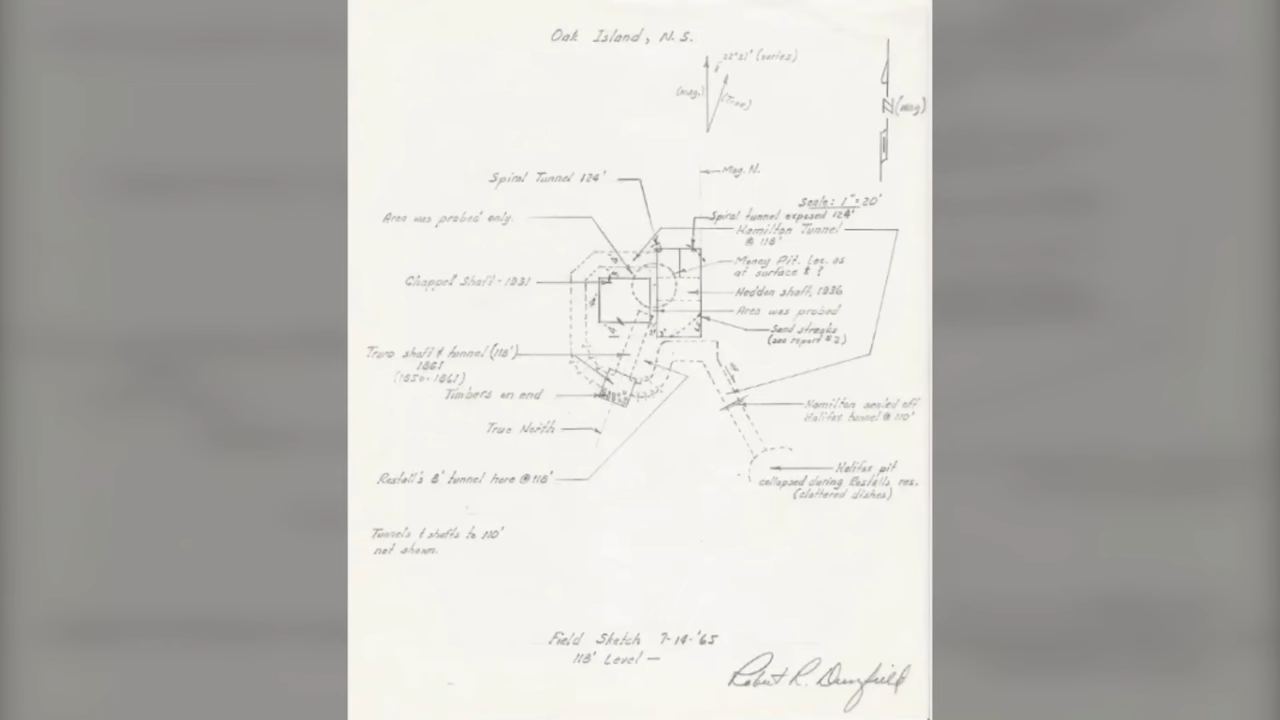 Oak Island, N. S.
22°21' (series)
(mag.)
(True)
N (mag)
Mag. N.
Spiral Tunnel 124'
Scale: 1" = 20'
Area was probed only.
Spiral tunnel exposed 124'
Hamilton Tunnel
@ 118'
Money Pit. Loc. as
at surface & ?
Chappel Shaft - 1931
Hedden shaft, 1936
Area was probed
Sand streaks
(see report #2)
Truro shaft & tunnel (118')
1861
(1850-1861)
Timbers on end
Hamilton sealed off
Halifax tunnel @ 110'
True North
Halifax pit
collapsed during Restalls res.
(clattered dishes)
Restall's 8' tunnel here @ 118'
Tunnels & shafts to 110'
not shown.
Field Sketch 7-14-'65
118' Level —
Robert R. Dunfield